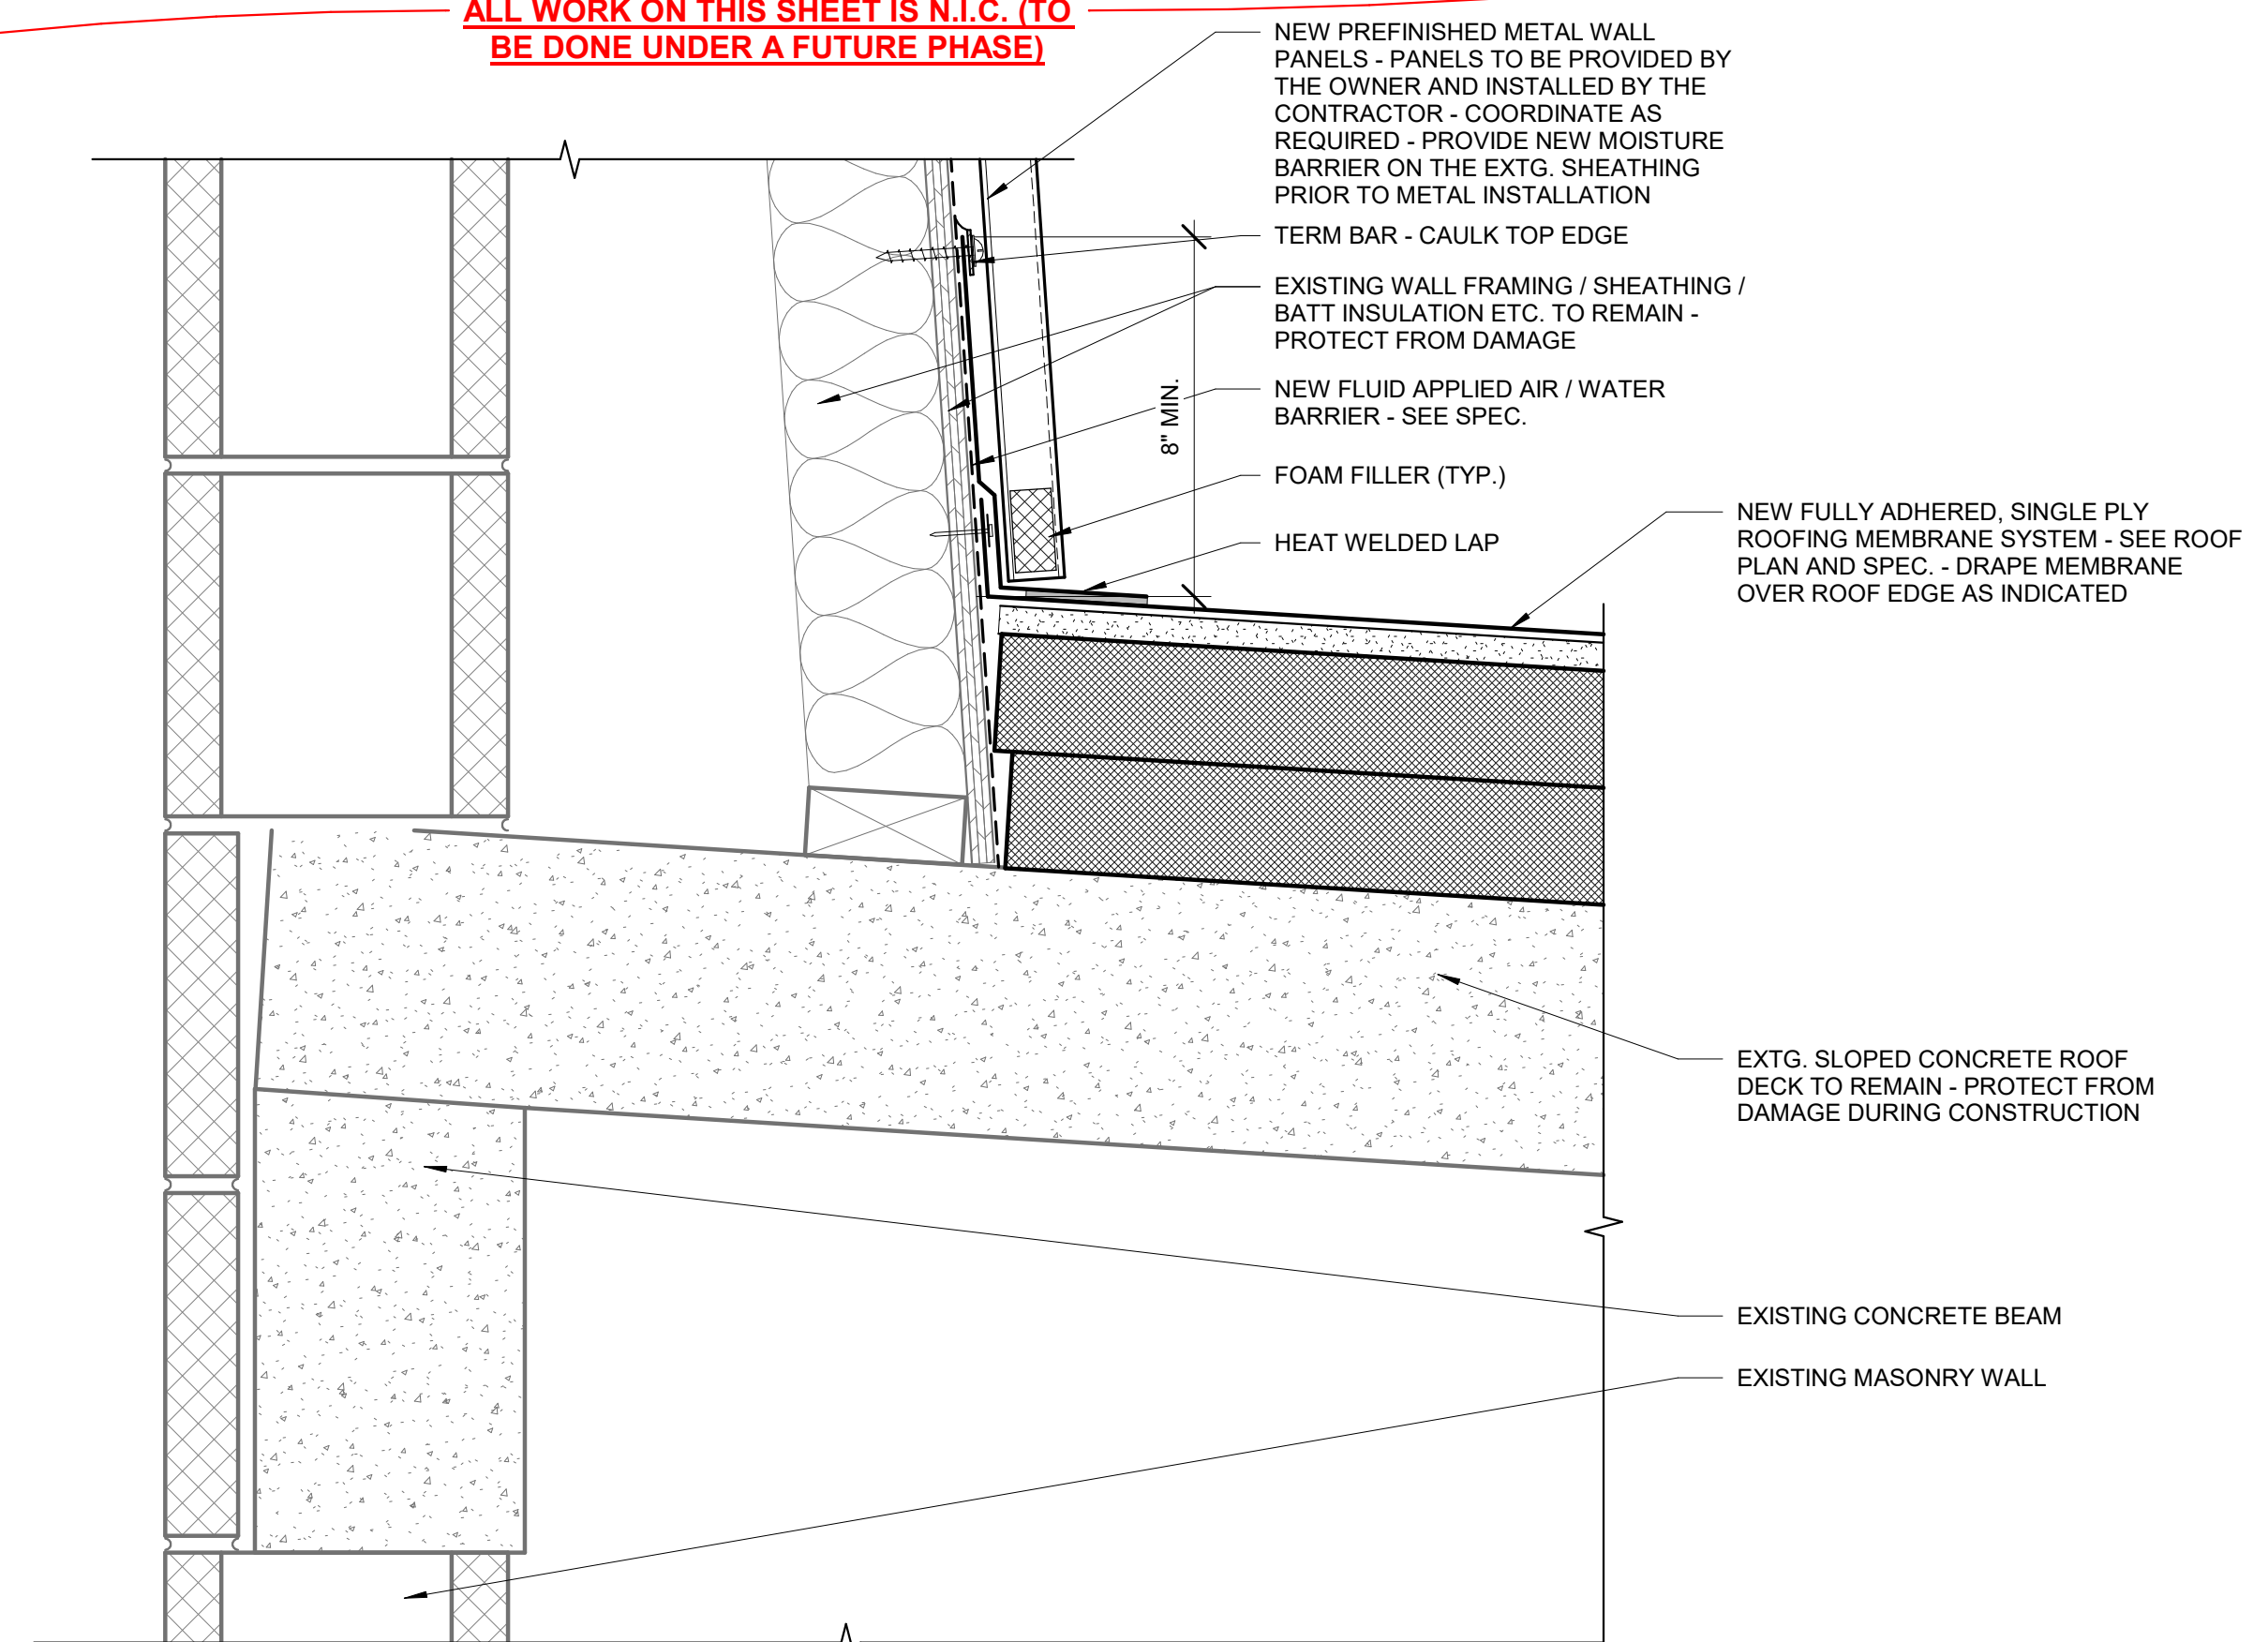 ALL WORK ON THIS SHEET IS N.I.C. (TO
BE DONE UNDER A FUTURE PHASE)
NEW PREFINISHED METAL WALL
PANELS - PANELS TO BE PROVIDED BY
THE OWNER AND INSTALLED BY THE
CONTRACTOR - COORDINATE AS
REQUIRED - PROVIDE NEW MOISTURE
BARRIER ON THE EXTG. SHEATHING
PRIOR TO METAL INSTALLATION
TERM BAR - CAULK TOP EDGE
EXISTING WALL FRAMING / SHEATHING /
BATT INSULATION ETC. TO REMAIN -
PROTECT FROM DAMAGE
8" MIN.
NEW FLUID APPLIED AIR / WATER
BARRIER - SEE SPEC.
FOAM FILLER (TYP.)
HEAT WELDED LAP
NEW FULLY ADHERED, SINGLE PLY
ROOFING MEMBRANE SYSTEM - SEE ROOF
PLAN AND SPEC. - DRAPE MEMBRANE
OVER ROOF EDGE AS INDICATED
EXTG. SLOPED CONCRETE ROOF
DECK TO REMAIN - PROTECT FROM
DAMAGE DURING CONSTRUCTION
EXISTING CONCRETE BEAM
EXISTING MASONRY WALL